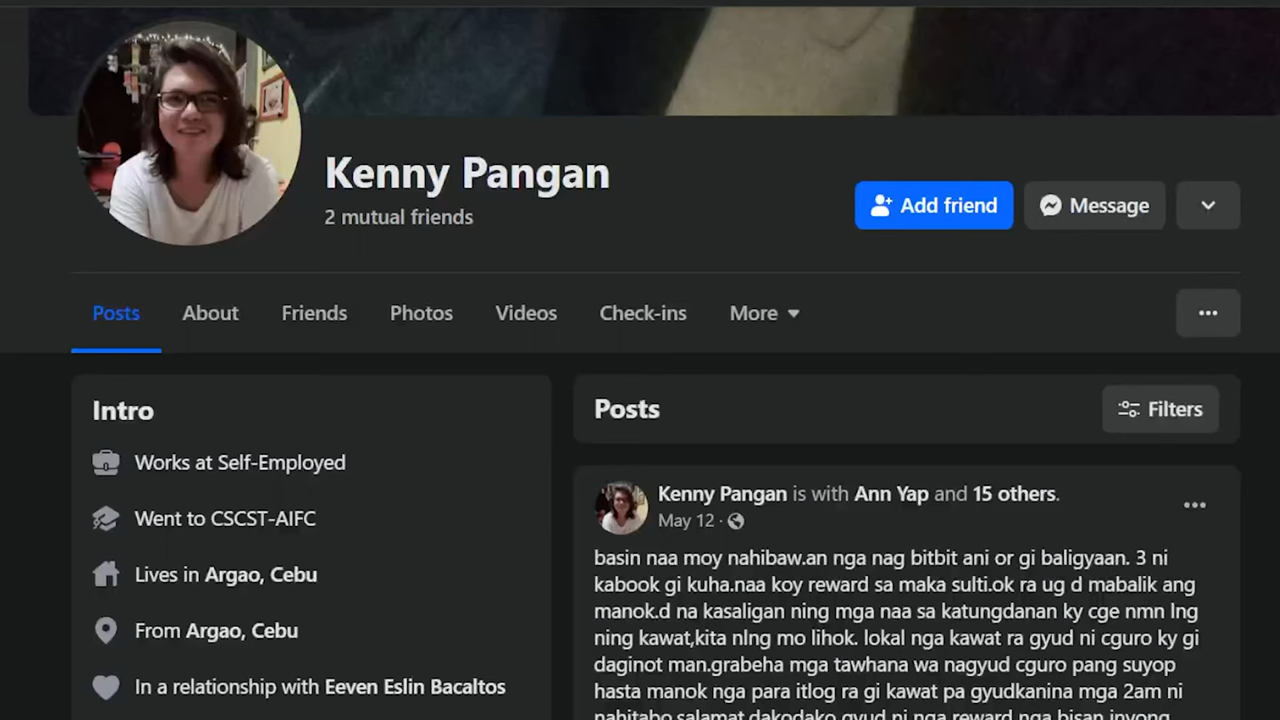 Kenny Pangan
2 mutual friends
Add friend
Message
Posts
About
Friends
Photos
Videos
Check-ins
More
Intro
Works at Self-Employed
Went to CSCST-AIFC
Lives in Argao, Cebu
From Argao, Cebu
In a relationship with Eeven Eslin Bacaltos
Posts
Filters
Kenny Pangan is with Ann Yap and 15 others.
May 12 ·
basin naa moy nahibaw.an nga nag bitbit ani or gi baligyaan. 3 ni
kabook gi kuha.naa koy reward sa maka sulti.ok ra ug d mabalik ang
manok.d na kasaligan ning mga naa sa katungdanan ky cge nmn lng
ning kawat,kita nlng mo lihok. lokal nga kawat ra gyud ni cguro ky gi
daginot man.grabeha mga tawhana wa nagyud cguro pang suyop
hasta manok nga para itlog ra gi kawat pa gyudkanina mga 2am ni
nahitabo.salamat.dakodako gyud ni nga reward nga bisan inyong